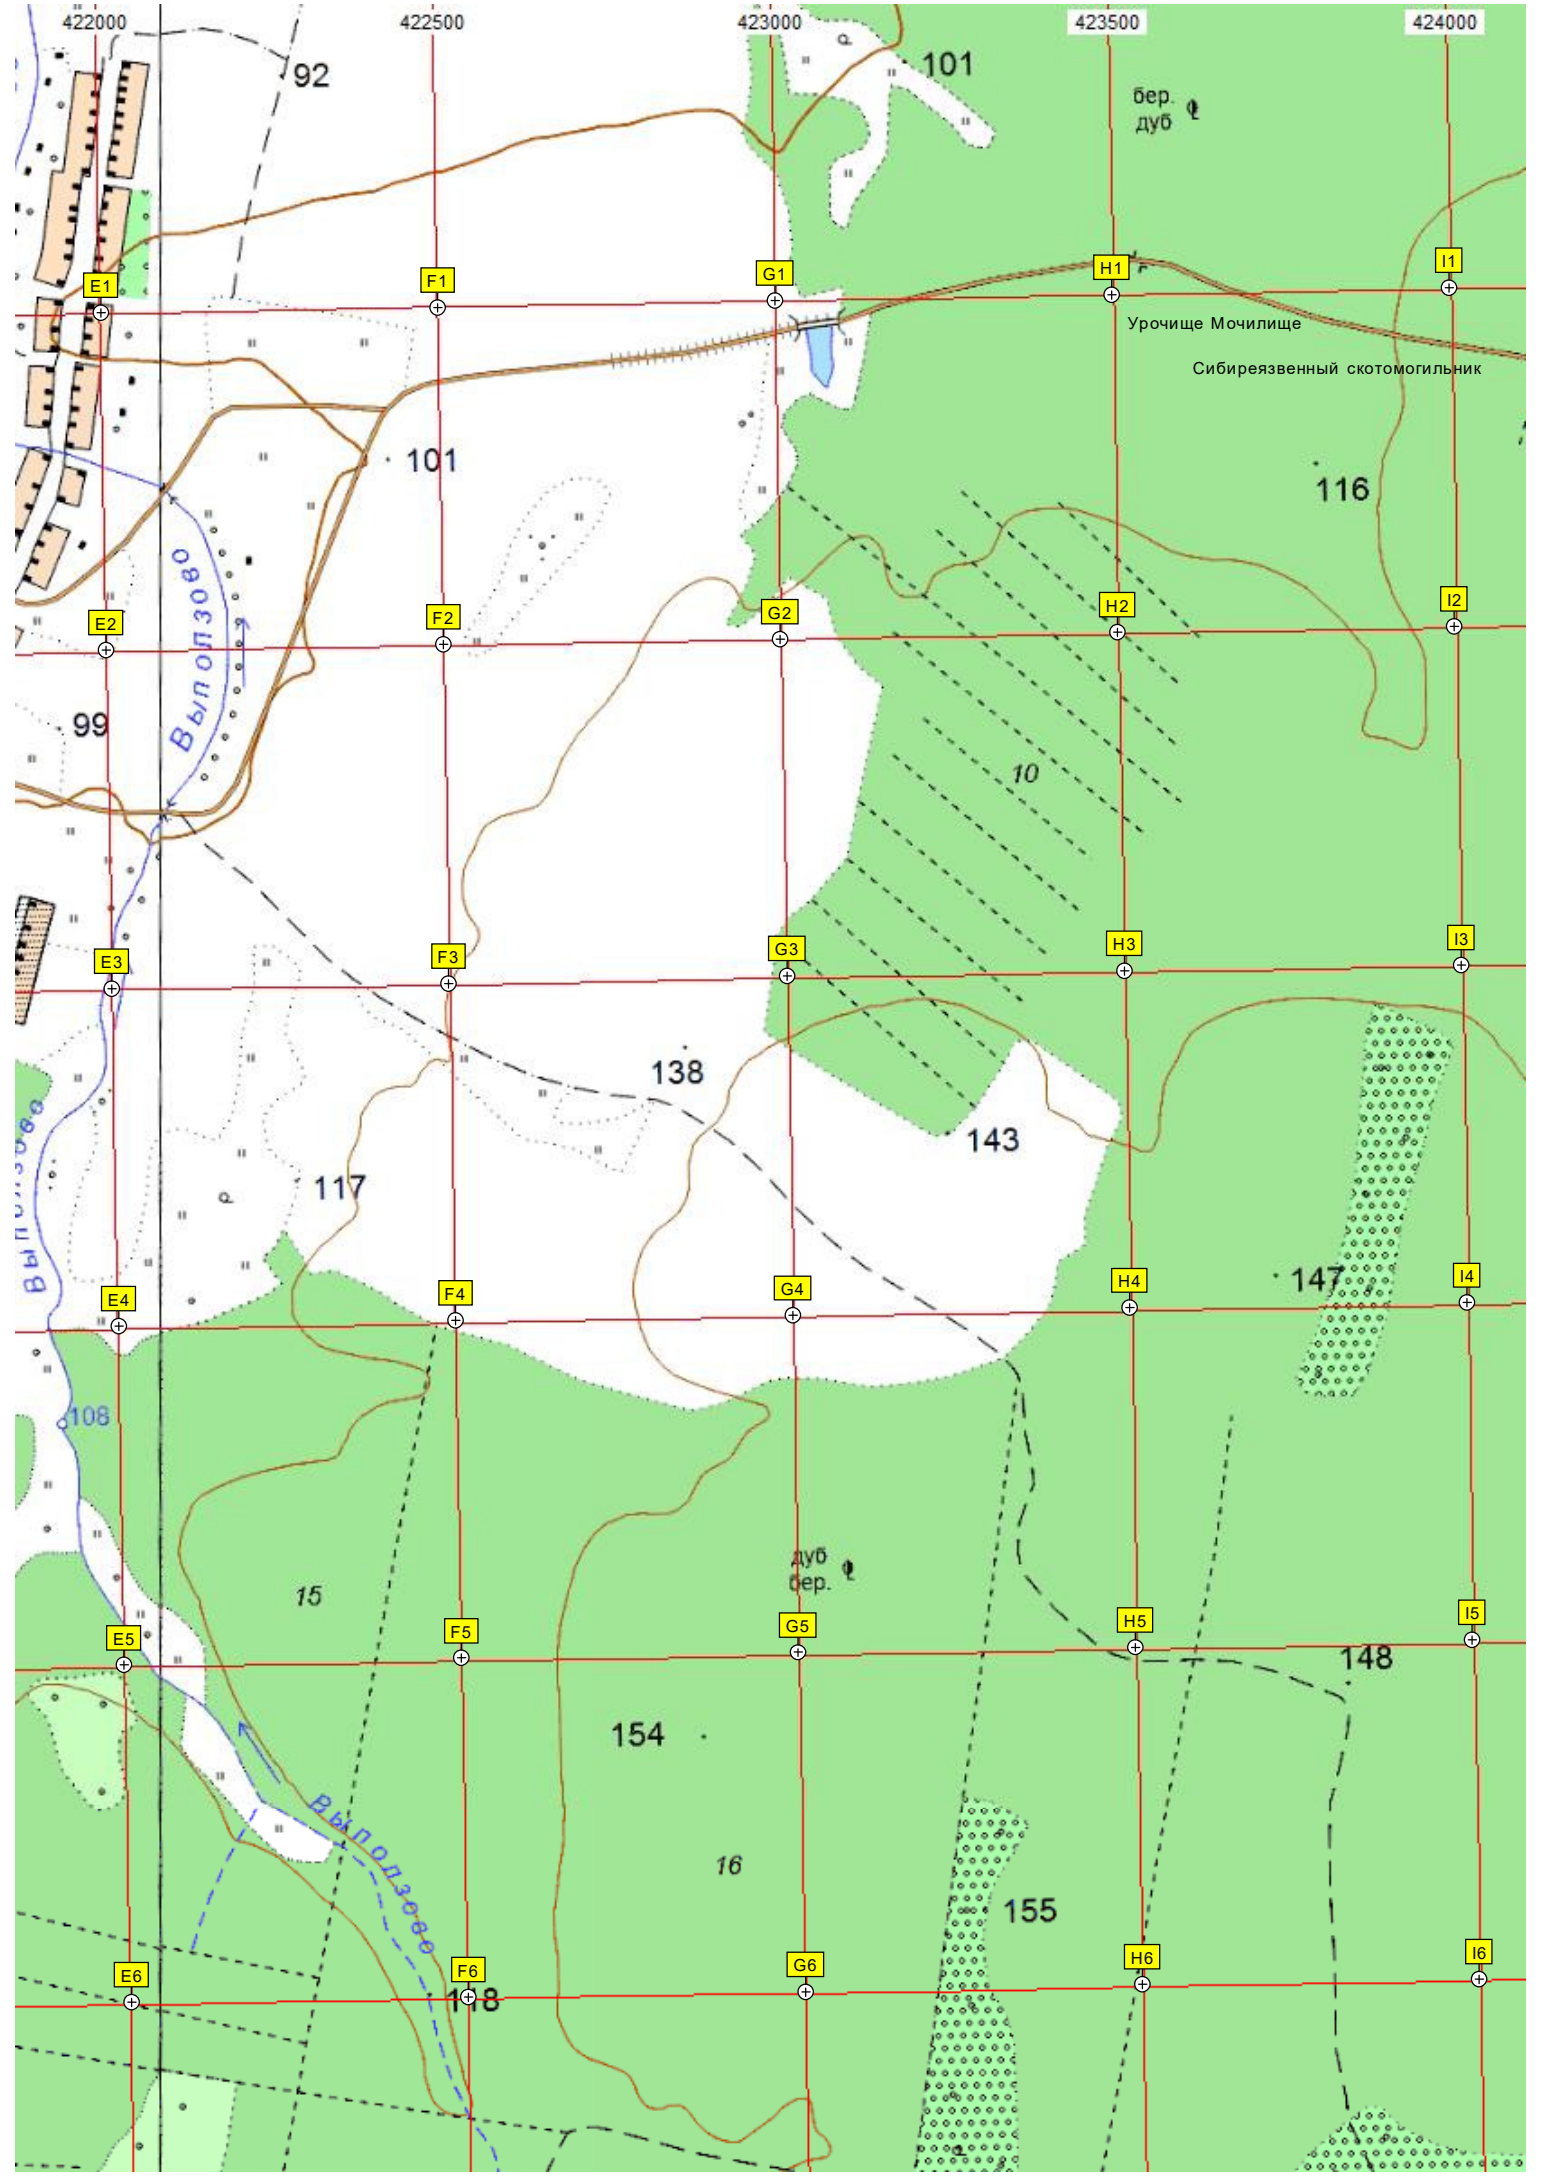 422000 422500 423000 423500 424000
92
101
бер.
дуб
E1 F1 G1 H1 I1
Урочище Мочилище
Сибиреязвенный скотомогильник
101
116
Выползово
E2 F2 G2 H2 I2
99
10
E3 F3 G3 H3 I3
138
143
Выползово
117
147
E4 F4 G4 H4 I4
108
дуб
бер.
15
E5 F5 G5 H5 I5
148
154
Выползово
16
155
E6 F6 G6 H6 I6
118